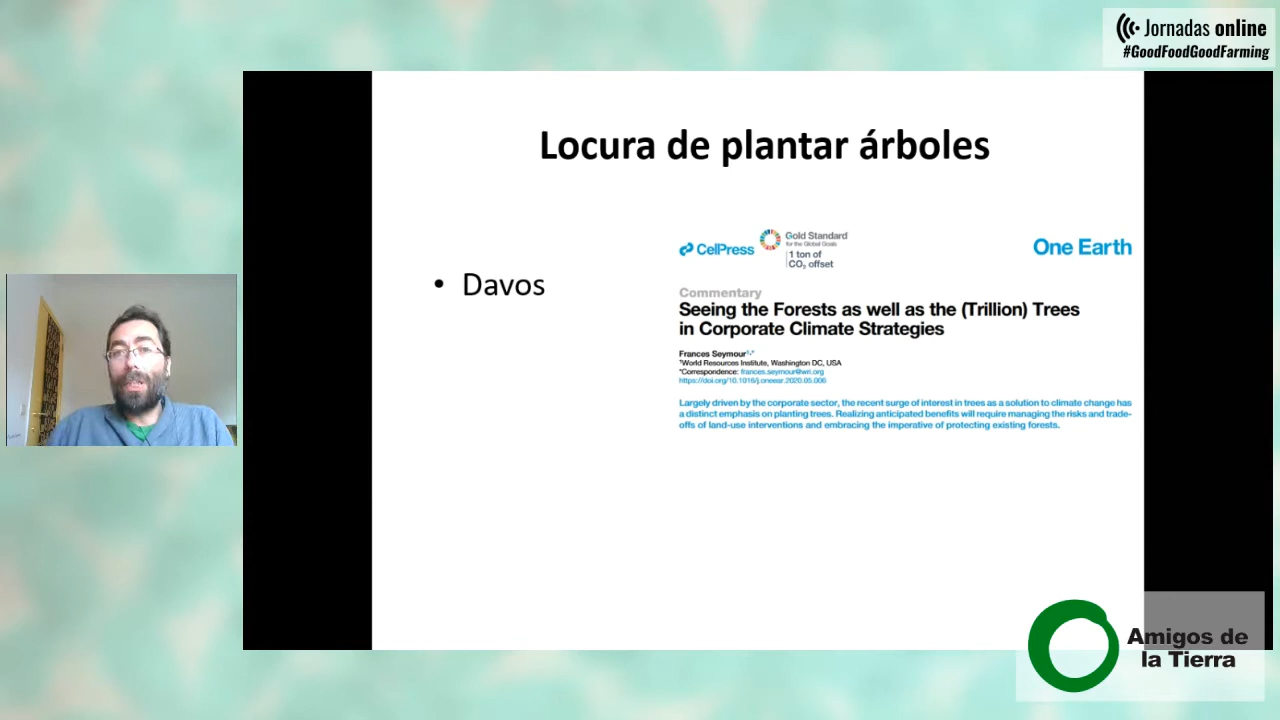 Jornadas online
#GoodFoodGoodFarming
Locura de plantar árboles
• Davos
CelPress
Gold Standard
for the Global Goals
1 ton of
CO₂ offset
One Earth
Commentary
Seeing the Forests as well as the (Trillion) Trees
in Corporate Climate Strategies
Frances Seymour¹,*
¹World Resources Institute, Washington DC, USA
*Correspondence: frances.seymour@wri.org
https://doi.org/10.1016/j.oneear.2020.05.006
Largely driven by the corporate sector, the recent surge of interest in trees as a solution to climate change has
a distinct emphasis on planting trees. Realizing anticipated benefits will require managing the risks and trade-
offs of land-use interventions and embracing the imperative of protecting existing forests.
Amigos de
la Tierra